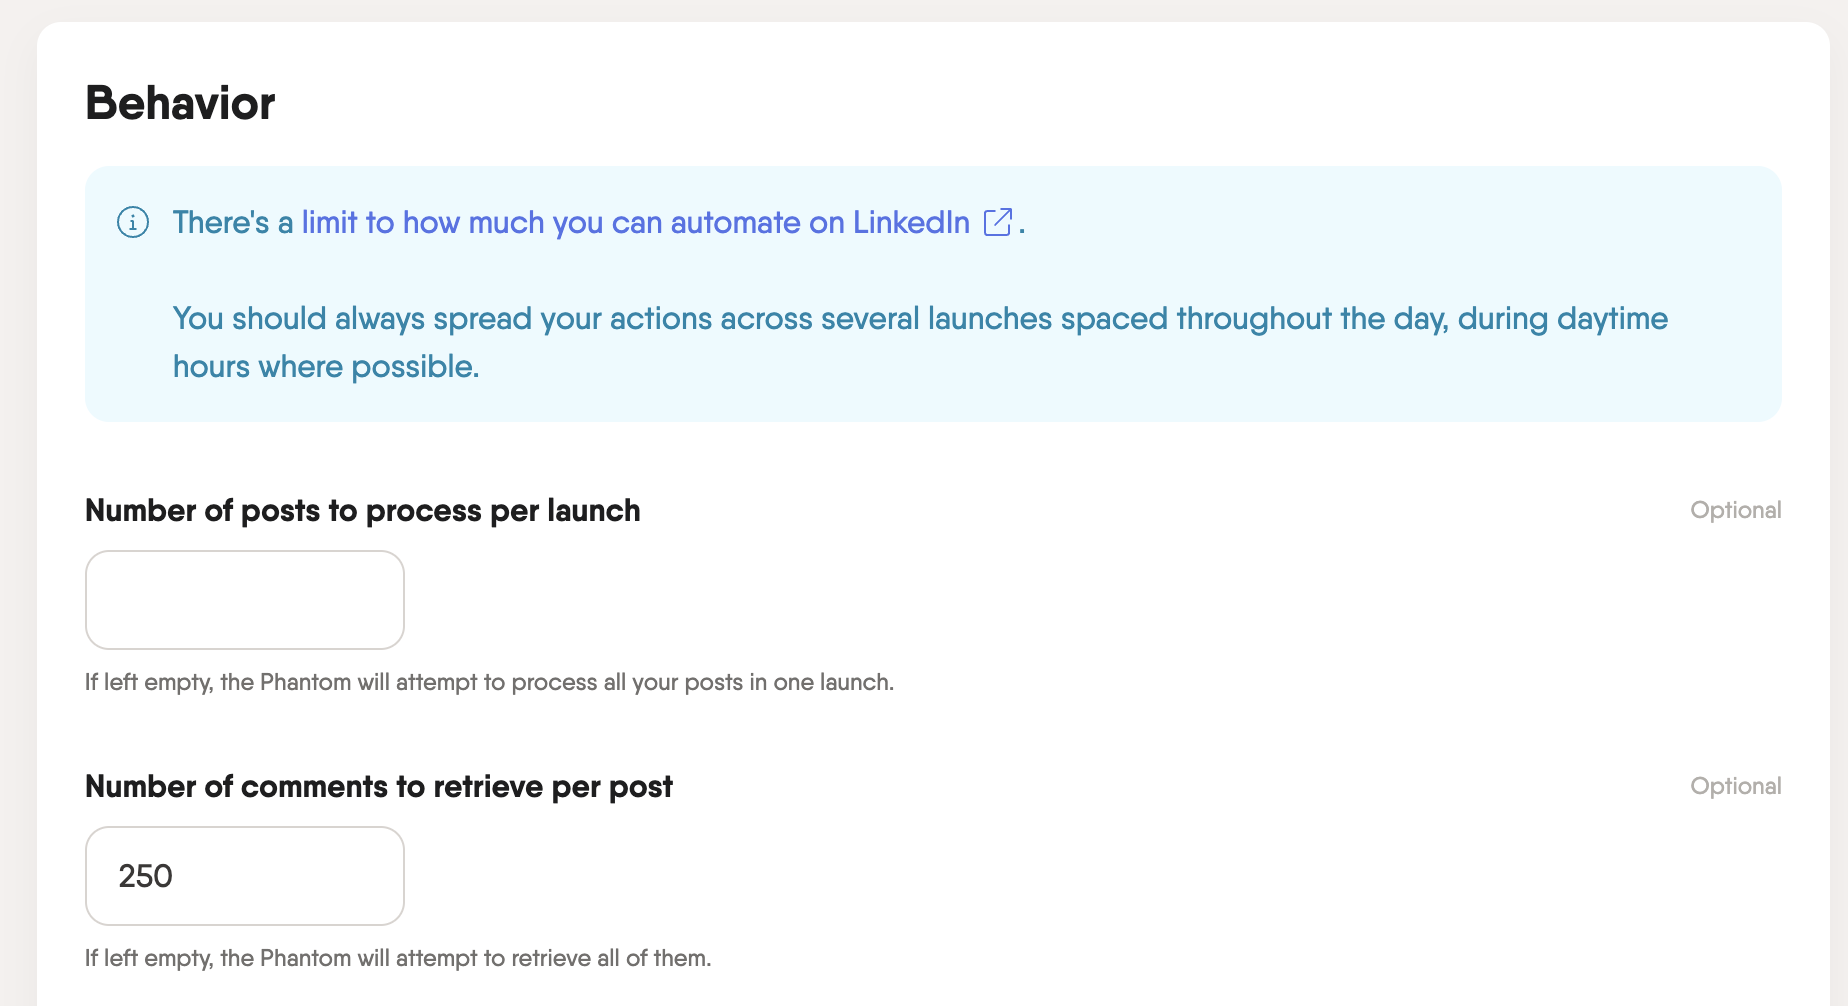 Behavior
There's a limit to how much you can automate on LinkedIn .
You should always spread your actions across several launches spaced throughout the day, during daytime
hours where possible.
Number of posts to process per launch
Optional
If left empty, the Phantom will attempt to process all your posts in one launch.
Number of comments to retrieve per post
Optional
250
If left empty, the Phantom will attempt to retrieve all of them.